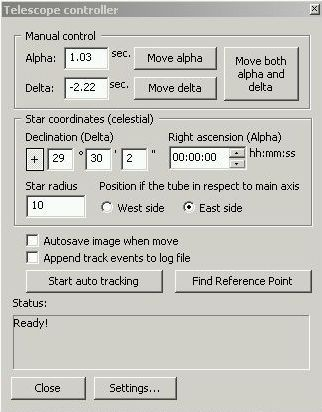 Telescope controller
Manual control
Alpha: 1.03 sec. Move alpha
Move both alpha and delta
Delta: -2.22 sec. Move delta
Star coordinates (celestial)
Declination (Delta) Right ascension (Alpha)
+ 29 ° 30 ' 2 " 00:00:00 hh:mm:ss
Star radius Position if the tube in respect to main axis
10 West side East side
Autosave image when move
Append track events to log file
Start auto tracking Find Reference Point
Status:
Ready!
Close Settings...